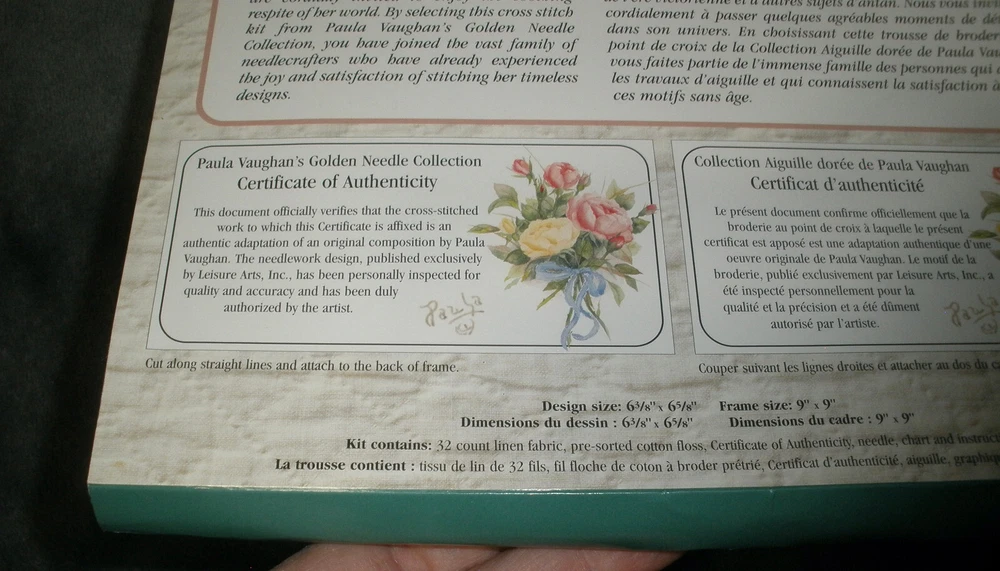 respite of her world. By selecting this cross stitch
kit from Paula Vaughan's Golden Needle
Collection, you have joined the vast family of
needlecrafters who have already experienced
the joy and satisfaction of stitching her timeless
designs.
cordialement à passer quelques agréables moments de
dans son univers. En choisissant cette trousse de broder
point de croix de la Collection Aiguille dorée de Paula
vous faites partie de l'immense famille des personnes qui
les travaux d'aiguille et qui connaissent la satisfaction
ces motifs sans âge.
Paula Vaughan's Golden Needle Collection
Certificate of Authenticity
This document officially verifies that the cross-stitched
work to which this Certificate is affixed is an
authentic adaptation of an original composition by Paula
Vaughan. The needlework design, published exclusively
by Leisure Arts, Inc., has been personally inspected for
quality and accuracy and has been duly
authorized by the artist.
Paula
Cut along straight lines and attach to the back of frame.
Collection Aiguille dorée de Paula Vaughan
Certificat d'authenticité
Le présent document confirme officiellement que la
broderie au point de croix à laquelle le présent
certificat est apposé est une adaptation authentique d'une
oeuvre originale de Paula Vaughan. Le motif de la
broderie, publié exclusivement par Leisure Arts, Inc., a
été inspecté personnellement pour la
qualité et la précision et a été dûment
autorisé par l'artiste.
Couper suivant les lignes droites et attacher au dos du
Design size: 6³/8" x 6⁵/8" Frame size: 9" x 9"
Dimensions du dessin : 6³/8" x 6⁵/8" Dimensions du cadre : 9" x 9"
Kit contains: 32 count linen fabric, pre-sorted cotton floss, Certificate of Authenticity, needle, chart and
La trousse contient : tissu de lin de 32 fils, fil floche de coton à broder prétrié, Certificat d'authenticité, aiguille,